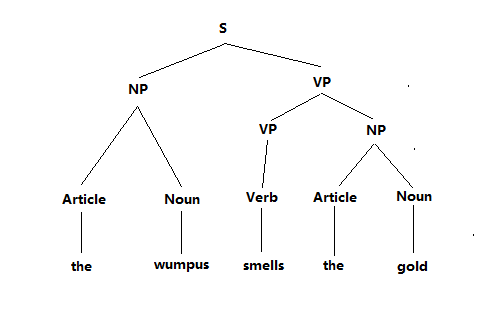 S
NP VP
VP NP
Article Noun Verb Article Noun
the wumpus smells the gold